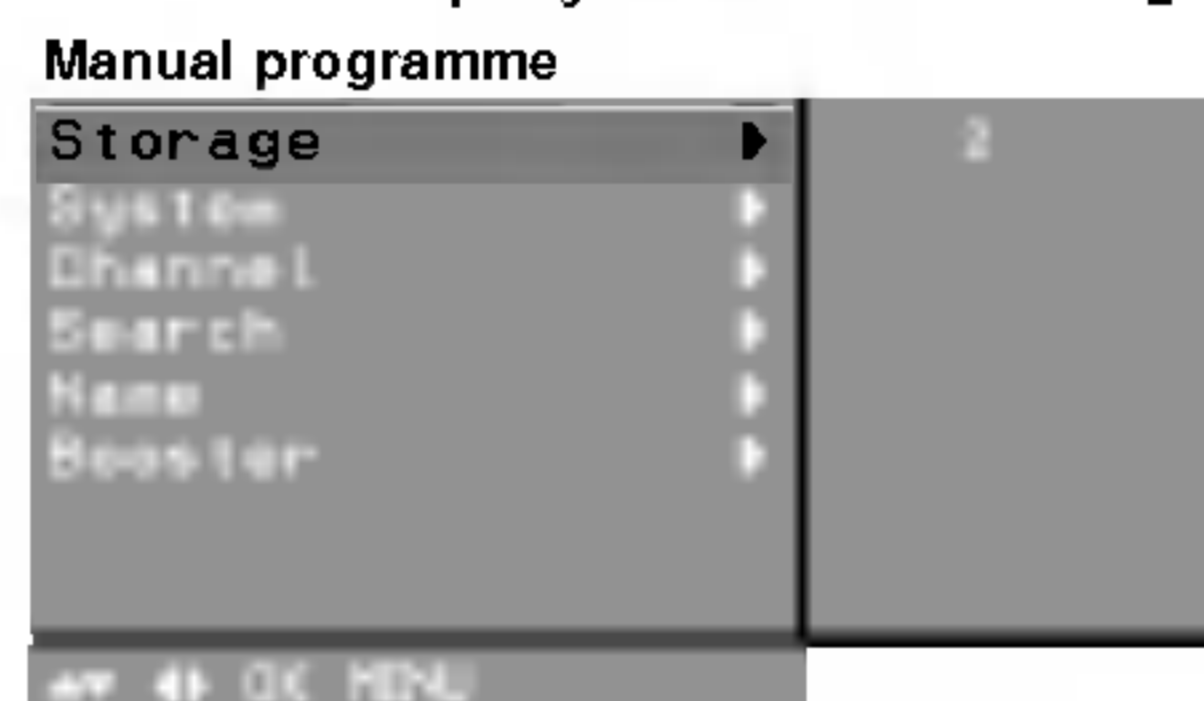 Manual programme
Storage ▶ 2
System ▶
Channel ▶
Search ▶
Name ▶
Booster ▶
▲▼ ◀▶ OK MENU